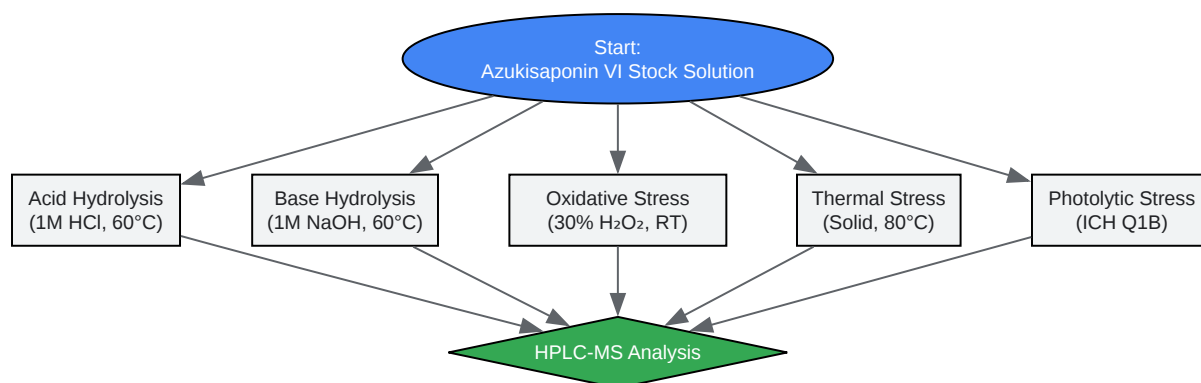 Start:
Azukisaponin VI Stock Solution
Acid Hydrolysis
(1M HCl, 60°C)
Base Hydrolysis
(1M NaOH, 60°C)
Oxidative Stress
(30% H₂O₂, RT)
Thermal Stress
(Solid, 80°C)
Photolytic Stress
(ICH Q1B)
HPLC-MS Analysis